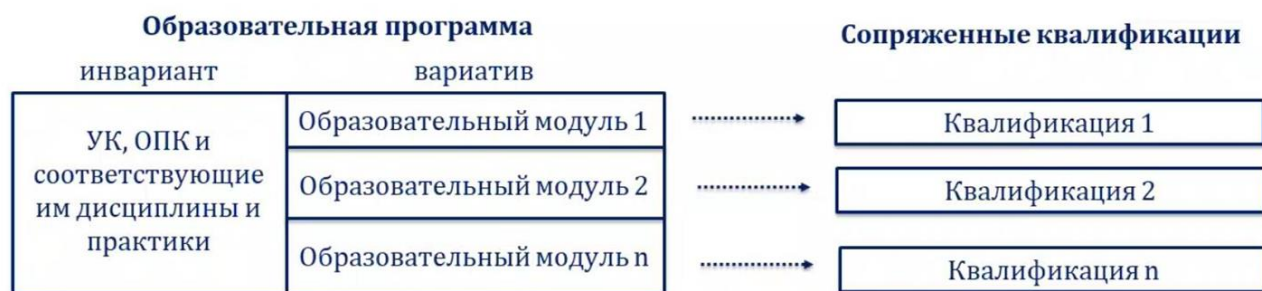 Образовательная программа
Сопряженные квалификации
инвариант
вариатив
УК, ОПК и
соответствующие
им дисциплины и
практики
Образовательный модуль 1
Квалификация 1
Образовательный модуль 2
Квалификация 2
Образовательный модуль n
Квалификация n